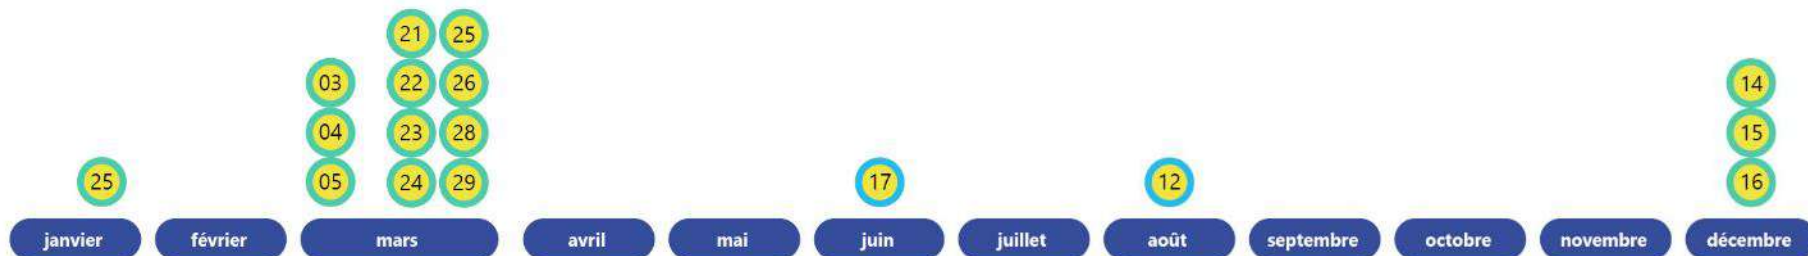 21 25
03 22 26 14
04 23 28 15
25 05 24 29 17 12 16
janvier février mars avril mai juin juillet août septembre octobre novembre décembre